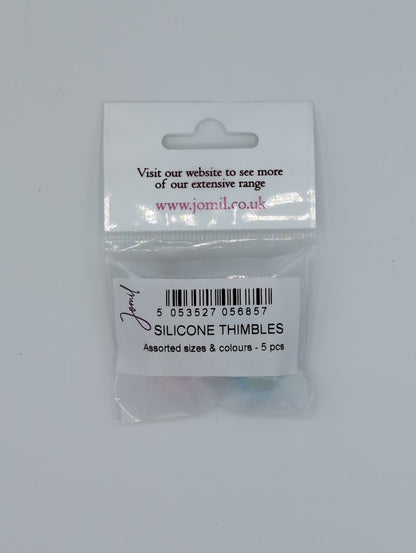 Visit our website to see more
of our extensive range
www.jomil.co.uk
Jomil
5 053527 056857
SILICONE THIMBLES
Assorted sizes & colours - 5 pcs